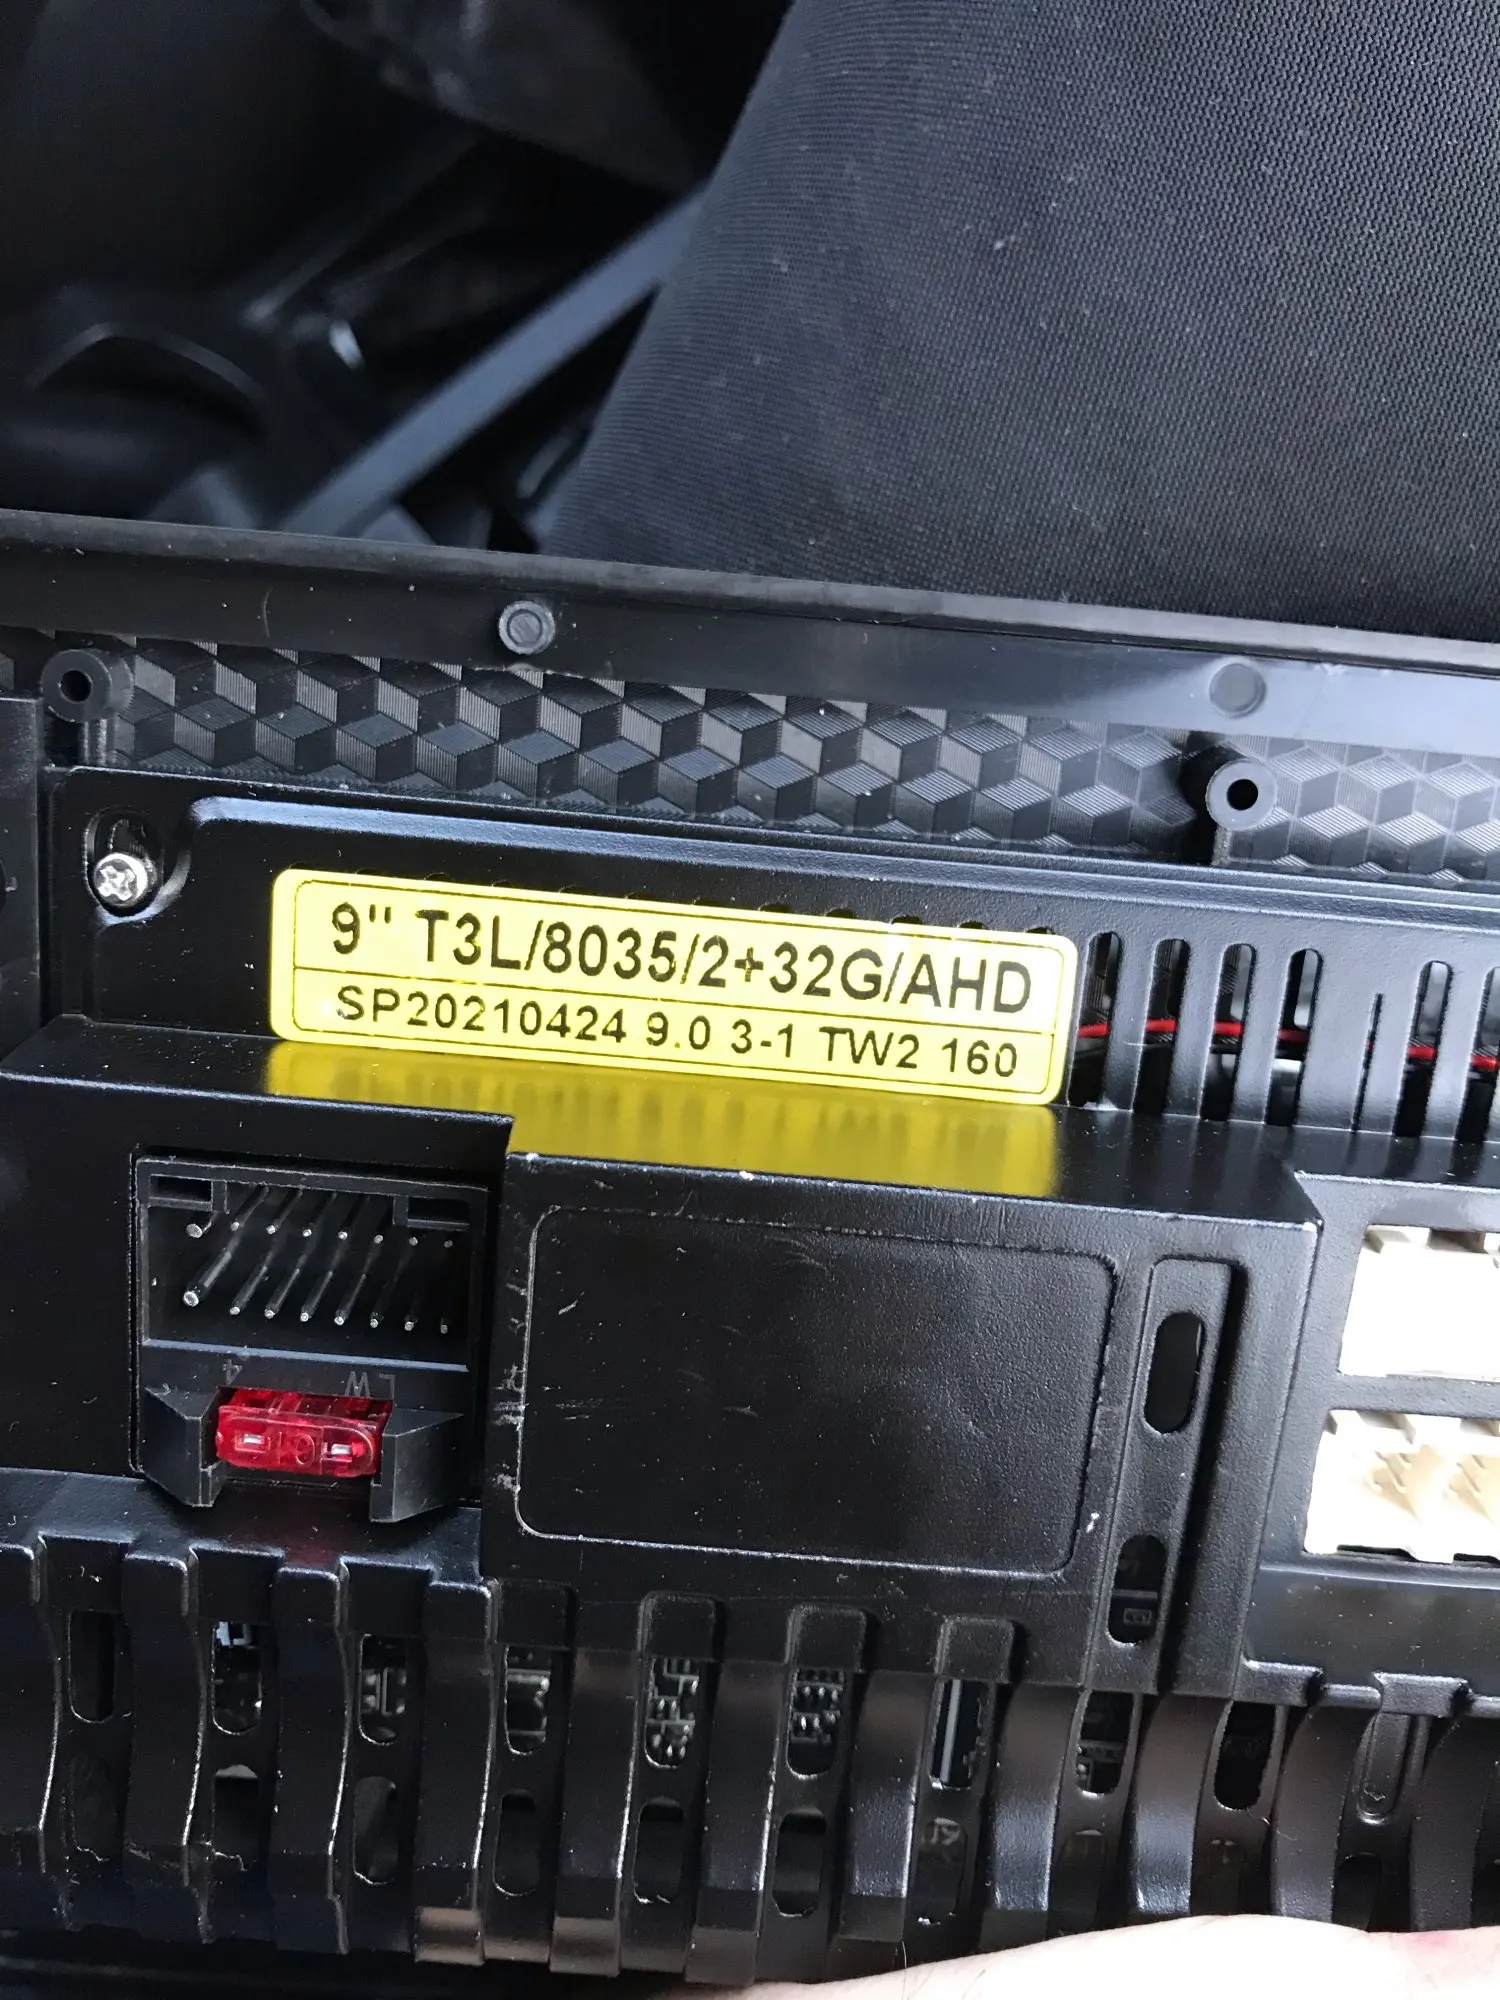 9" T3L/8035/2+32G/AHD
SP20210424 9.0 3-1 TW2 160